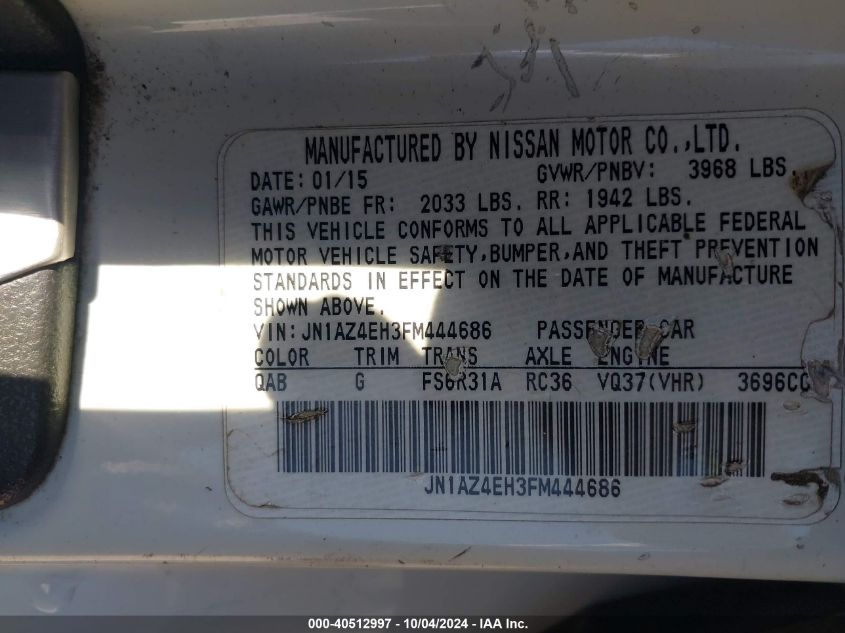 MANUFACTURED BY NISSAN MOTOR CO.,LTD.
DATE: 01/15 GVWR/PNBV: 3968 LBS
GAWR/PNBE FR: 2033 LBS. RR: 1942 LBS.
THIS VEHICLE CONFORMS TO ALL APPLICABLE FEDERAL
MOTOR VEHICLE SAFETY,BUMPER,AND THEFT PREVENTION
STANDARDS IN EFFECT ON THE DATE OF MANUFACTURE
SHOWN ABOVE.
VIN: JN1AZ4EH3FM444686 PASSENGER CAR
COLOR TRIM TRANS AXLE ENGINE
QAB G FS6R31A RC36 VQ37(VHR) 3696CC
JN1AZ4EH3FM444686
000-40512997 - 10/04/2024 - IAA Inc.